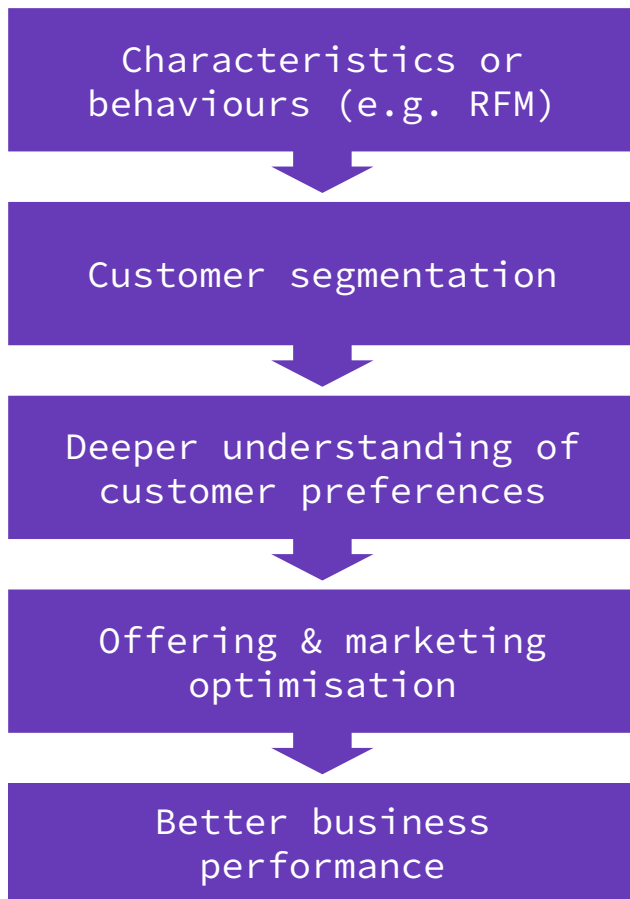 Characteristics or
behaviours (e.g. RFM)
Customer segmentation
Deeper understanding of
customer preferences
Offering & marketing
optimisation
Better business
performance